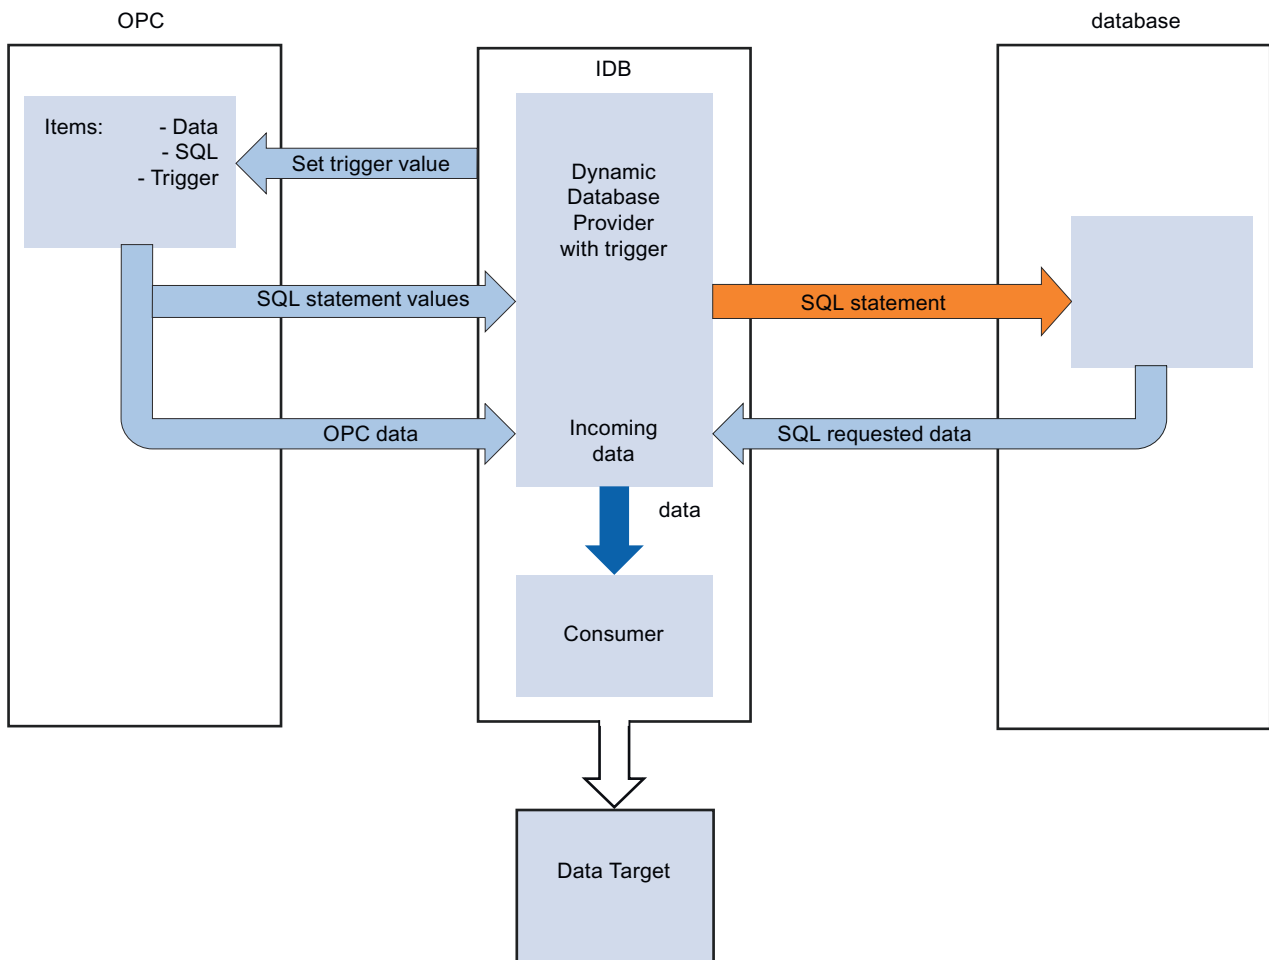 OPC
database
IDB
Items: - Data
- SQL
- Trigger
Set trigger value
Dynamic
Database
Provider
with trigger
SQL statement values
SQL statement
OPC data
Incoming
data
SQL requested data
data
Consumer
Data Target